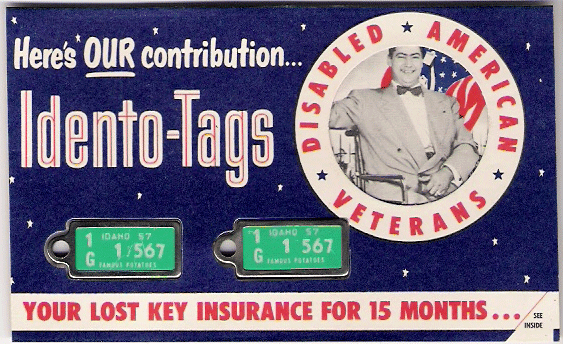 Here's OUR contribution...
Idento-Tags
DISABLED ★ AMERICAN ★ VETERANS ★
1 IDAHO 57
G 1 567
FAMOUS POTATOES
1 IDAHO 57
G 1 567
FAMOUS POTATOES
YOUR LOST KEY INSURANCE FOR 15 MONTHS...
SEE
INSIDE